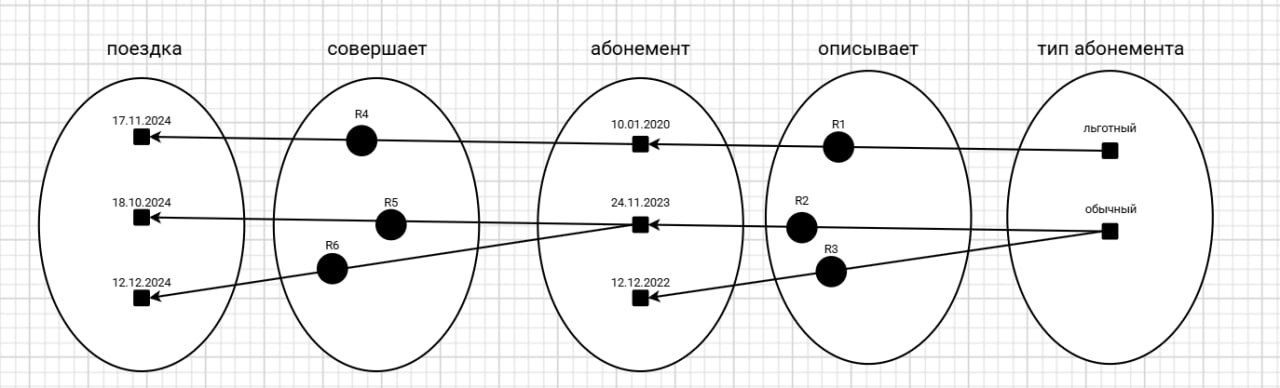 поездка совершает абонемент описывает тип абонемента
17.11.2024 R4 10.01.2020 R1 льготный
18.10.2024 R5 24.11.2023 R2 обычный
R6 R3
12.12.2024 12.12.2022